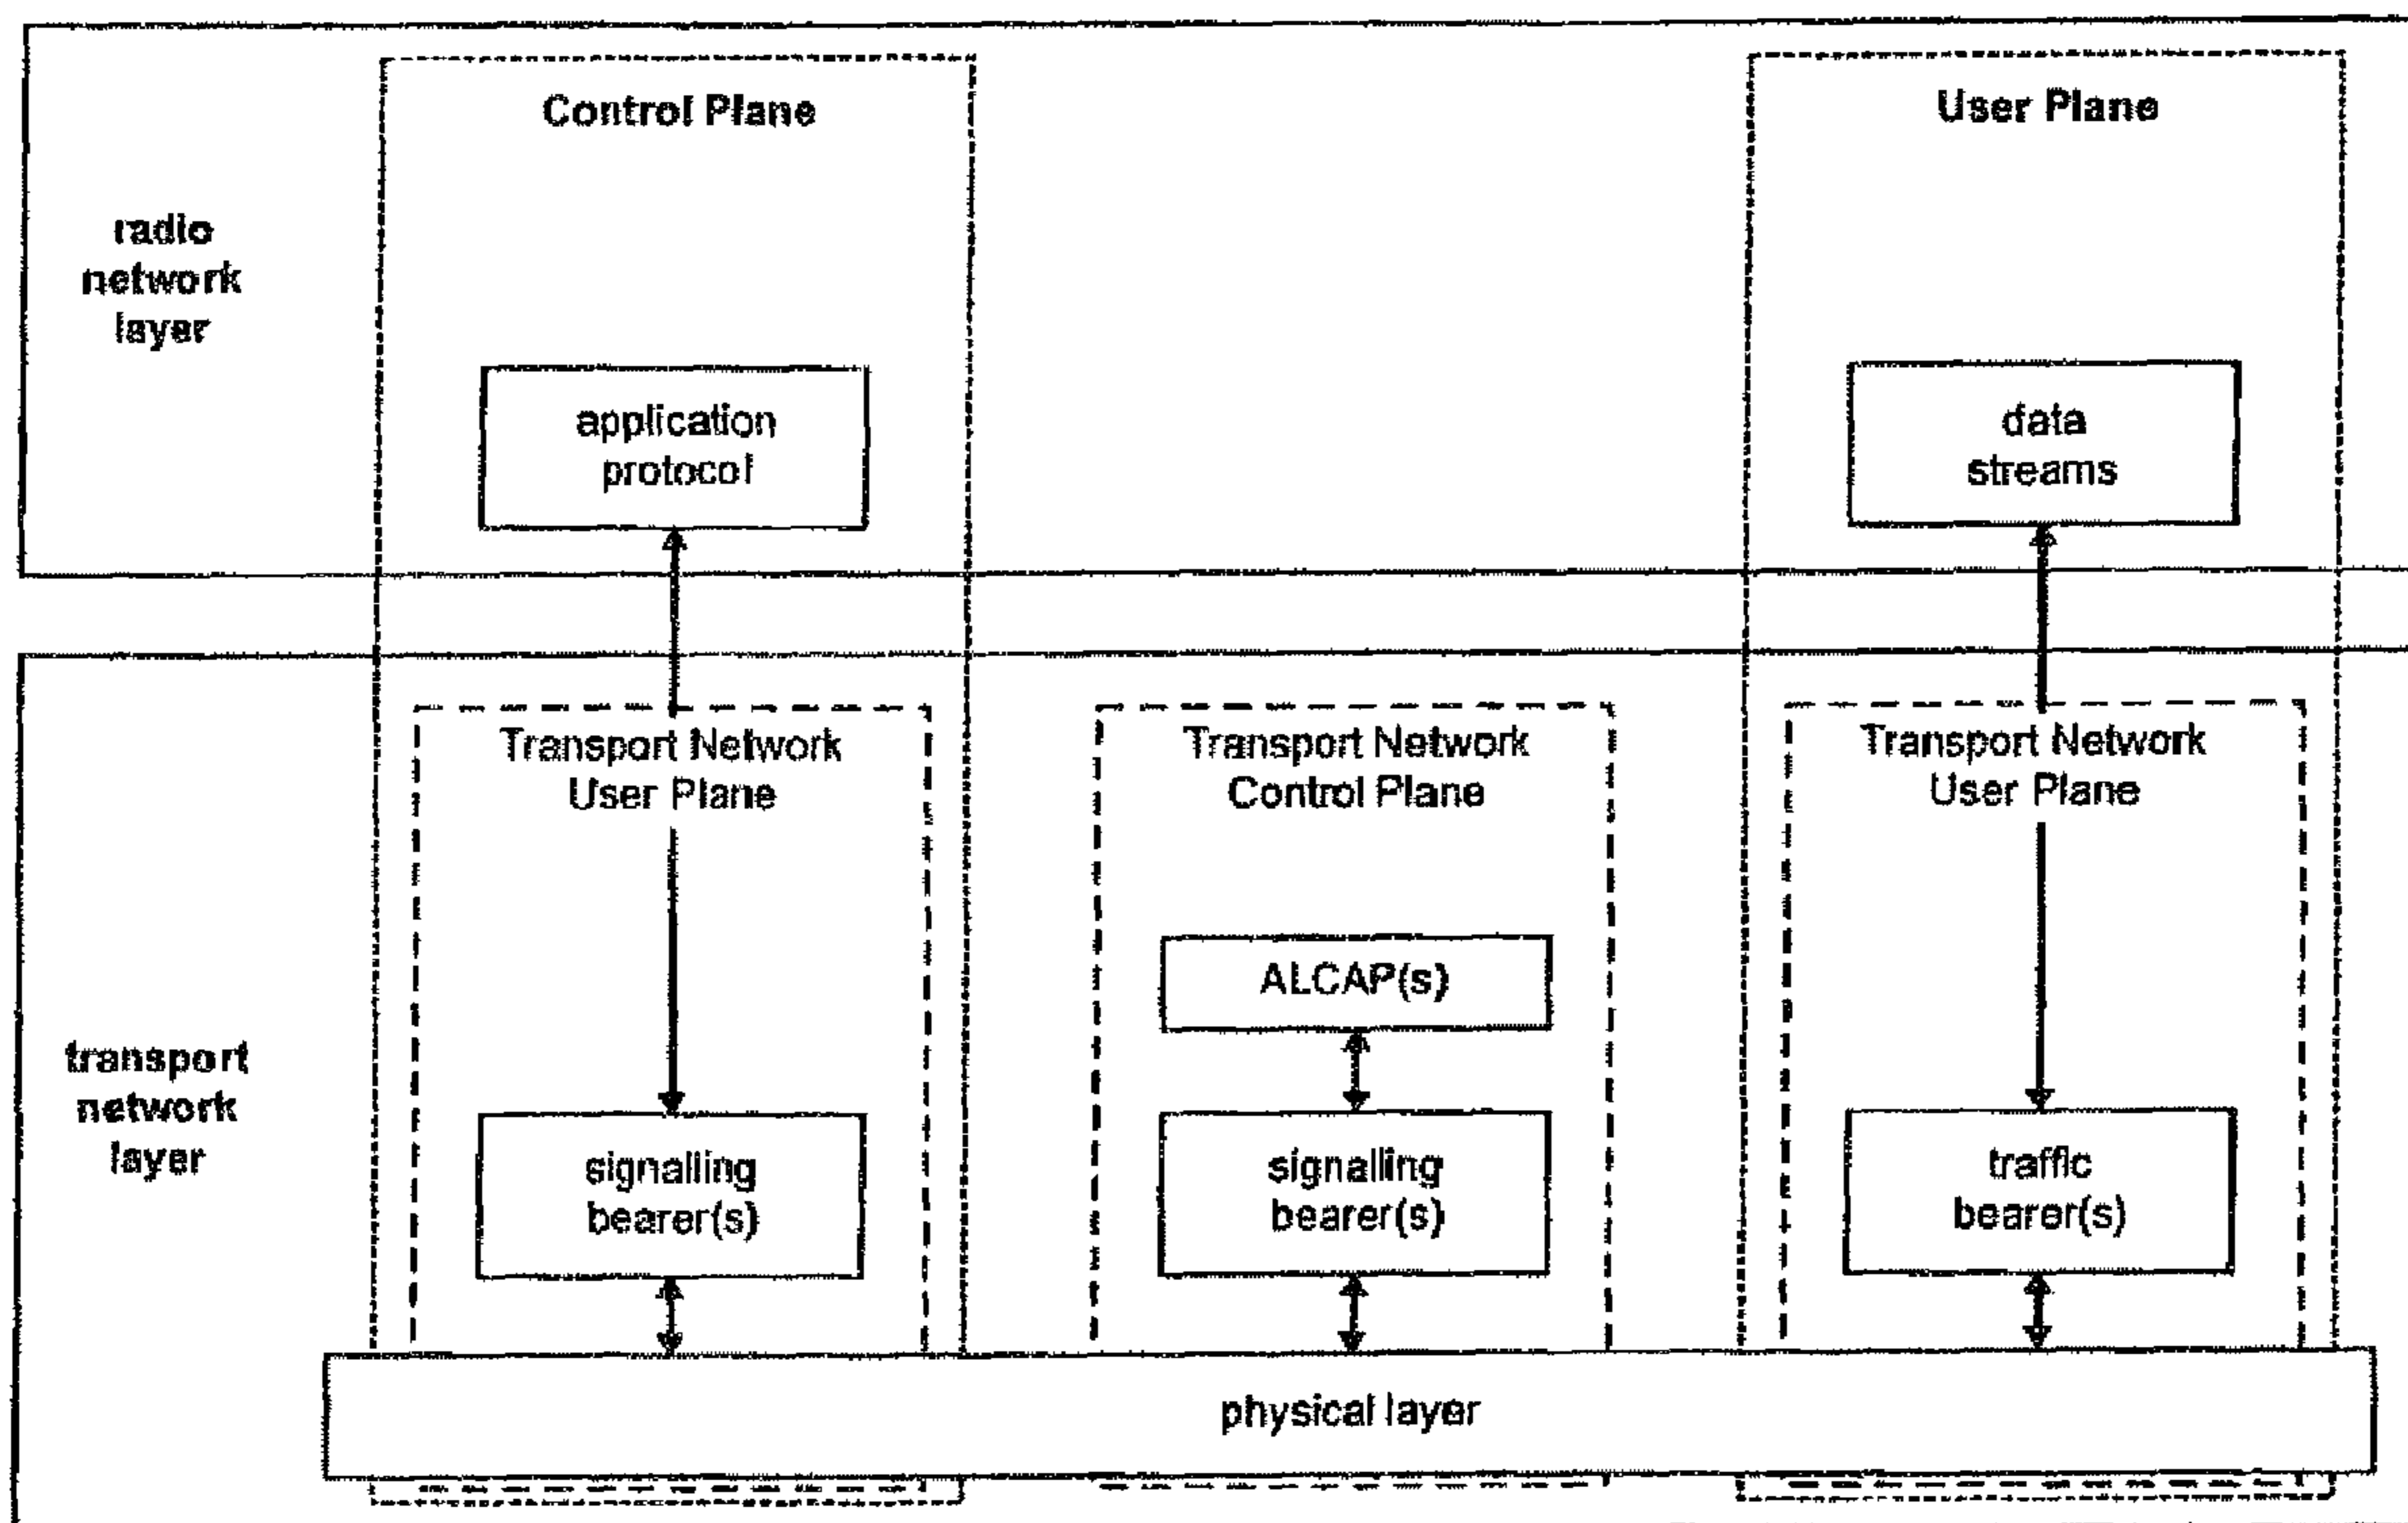 Control Plane
User Plane
radio
network
layer
application
protocol
data
streams
Transport Network
User Plane
Transport Network
Control Plane
Transport Network
User Plane
ALCAP(s)
transport
network
layer
signalling
bearer(s)
signalling
bearer(s)
traffic
bearer(s)
physical layer